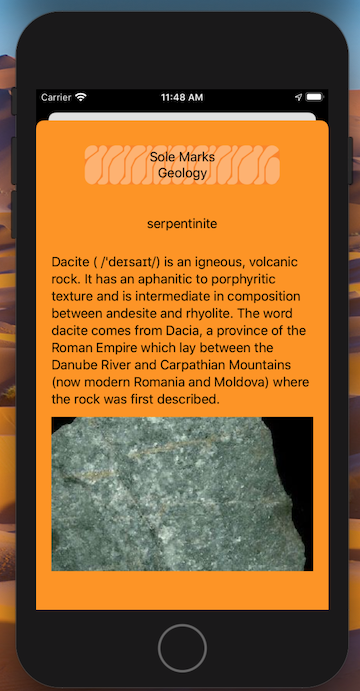 Carrier 11:48 AM
Sole Marks
Geology
serpentinite
Dacite ( /ˈdeɪsaɪt/) is an igneous, volcanic
rock. It has an aphanitic to porphyritic
texture and is intermediate in composition
between andesite and rhyolite. The word
dacite comes from Dacia, a province of the
Roman Empire which lay between the
Danube River and Carpathian Mountains
(now modern Romania and Moldova) where
the rock was first described.